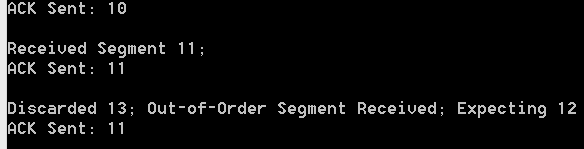 ACK Sent: 10
Received Segment 11;
ACK Sent: 11
Discarded 13; Out-of-Order Segment Received; Expecting 12
ACK Sent: 11